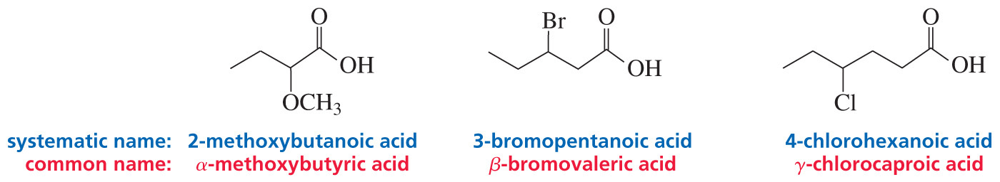 O
OH
OCH3
Br
O
OH
O
OH
Cl
systematic name: 2-methoxybutanoic acid 3-bromopentanoic acid 4-chlorohexanoic acid
common name: α-methoxybutyric acid β-bromovaleric acid γ-chlorocaproic acid